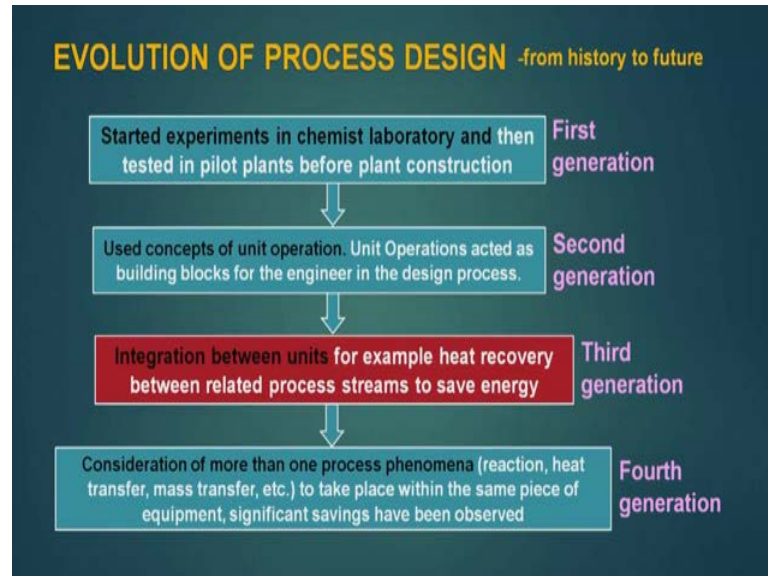 EVOLUTION OF PROCESS DESIGN -from history to future
Started experiments in chemist laboratory and then
tested in pilot plants before plant construction
First
generation
Used concepts of unit operation. Unit Operations acted as
building blocks for the engineer in the design process.
Second
generation
Integration between units for example heat recovery
between related process streams to save energy
Third
generation
Consideration of more than one process phenomena (reaction, heat
transfer, mass transfer, etc.) to take place within the same piece of
equipment, significant savings have been observed
Fourth
generation